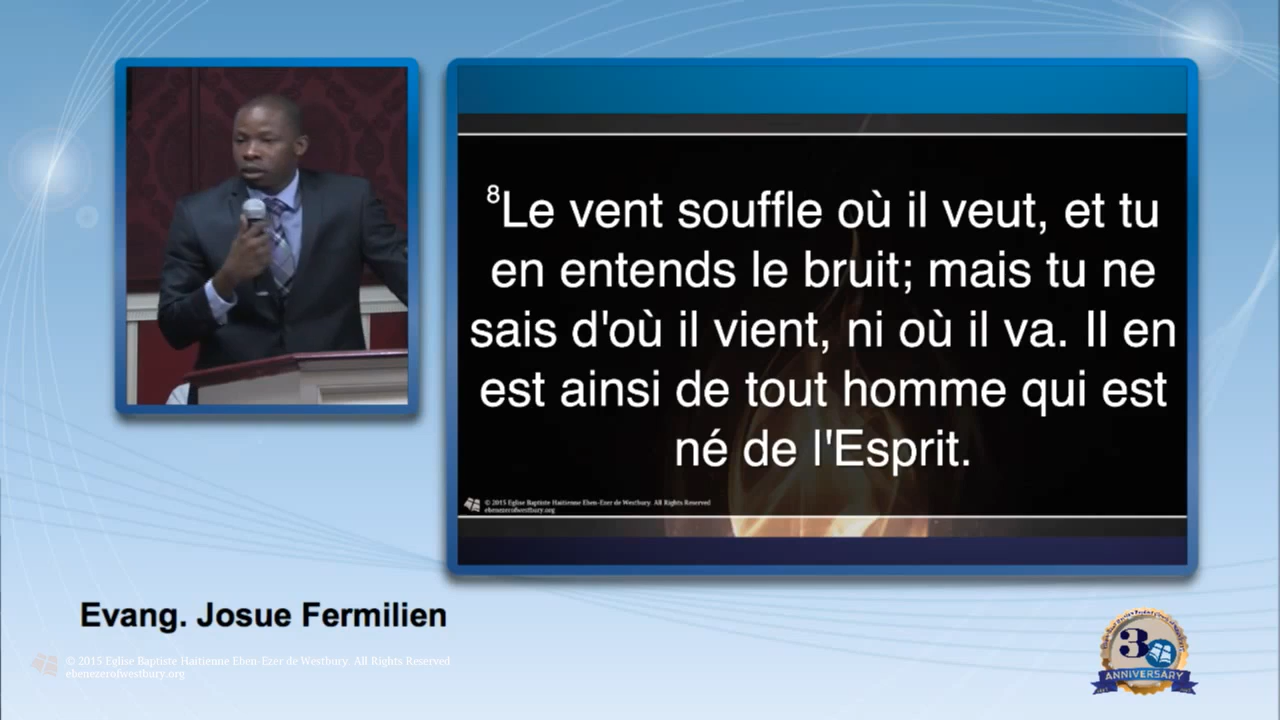 ⁸Le vent souffle où il veut, et tu
en entends le bruit; mais tu ne
sais d'où il vient, ni où il va. Il en
est ainsi de tout homme qui est
né de l'Esprit.
© 2015 Eglise Baptiste Haitienne Eben-Ezer de Westbury. All Rights Reserved
ebenezerofwestbury.org
Evang. Josue Fermilien
© 2015 Eglise Baptiste Haitienne Eben-Ezer de Westbury. All Rights Reserved
ebenezerofwestbury.org
30
ANNIVERSARY